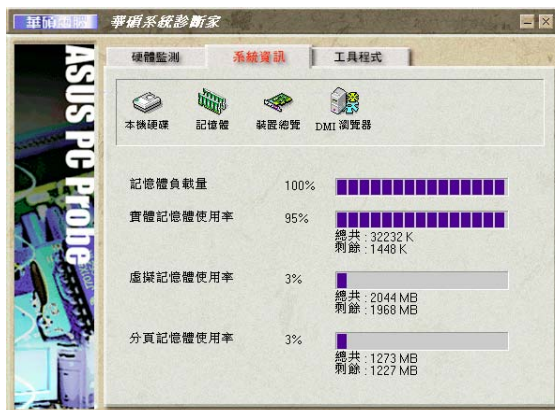 華碩電腦 華碩系統診斷家
ASUS PC Probe
硬體監測 系統資訊 工具程式
本機硬碟 記憶體 裝置總覽 DMI 瀏覽器
記憶體負載量 100%
實體記憶體使用率 95%
總共 : 32232 K
剩餘 : 1448 K
虛擬記憶體使用率 3%
總共 : 2044 MB
剩餘 : 1968 MB
分頁記憶體使用率 3%
總共 : 1273 MB
剩餘 : 1227 MB